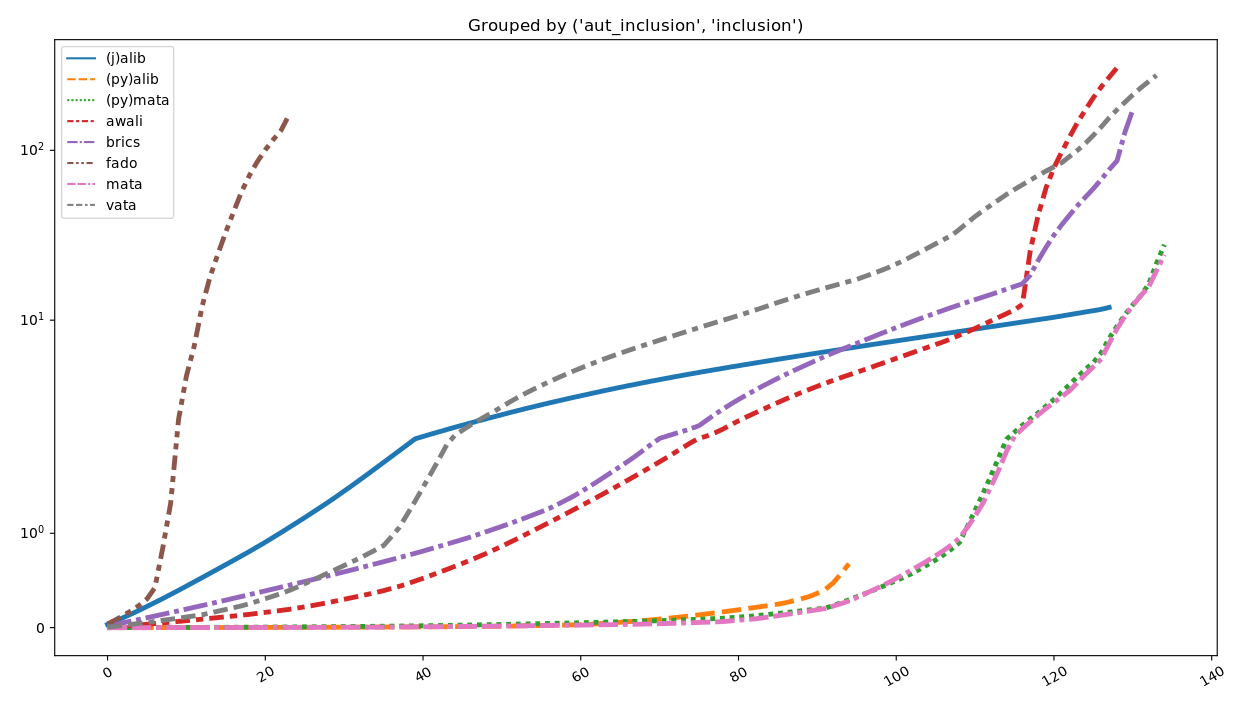 Grouped by ('aut_inclusion', 'inclusion')
(j)alib
(py)alib
(py)mata
awali
brics
fado
mata
vata
10²
10¹
10⁰
0
0
20
40
60
80
100
120
140